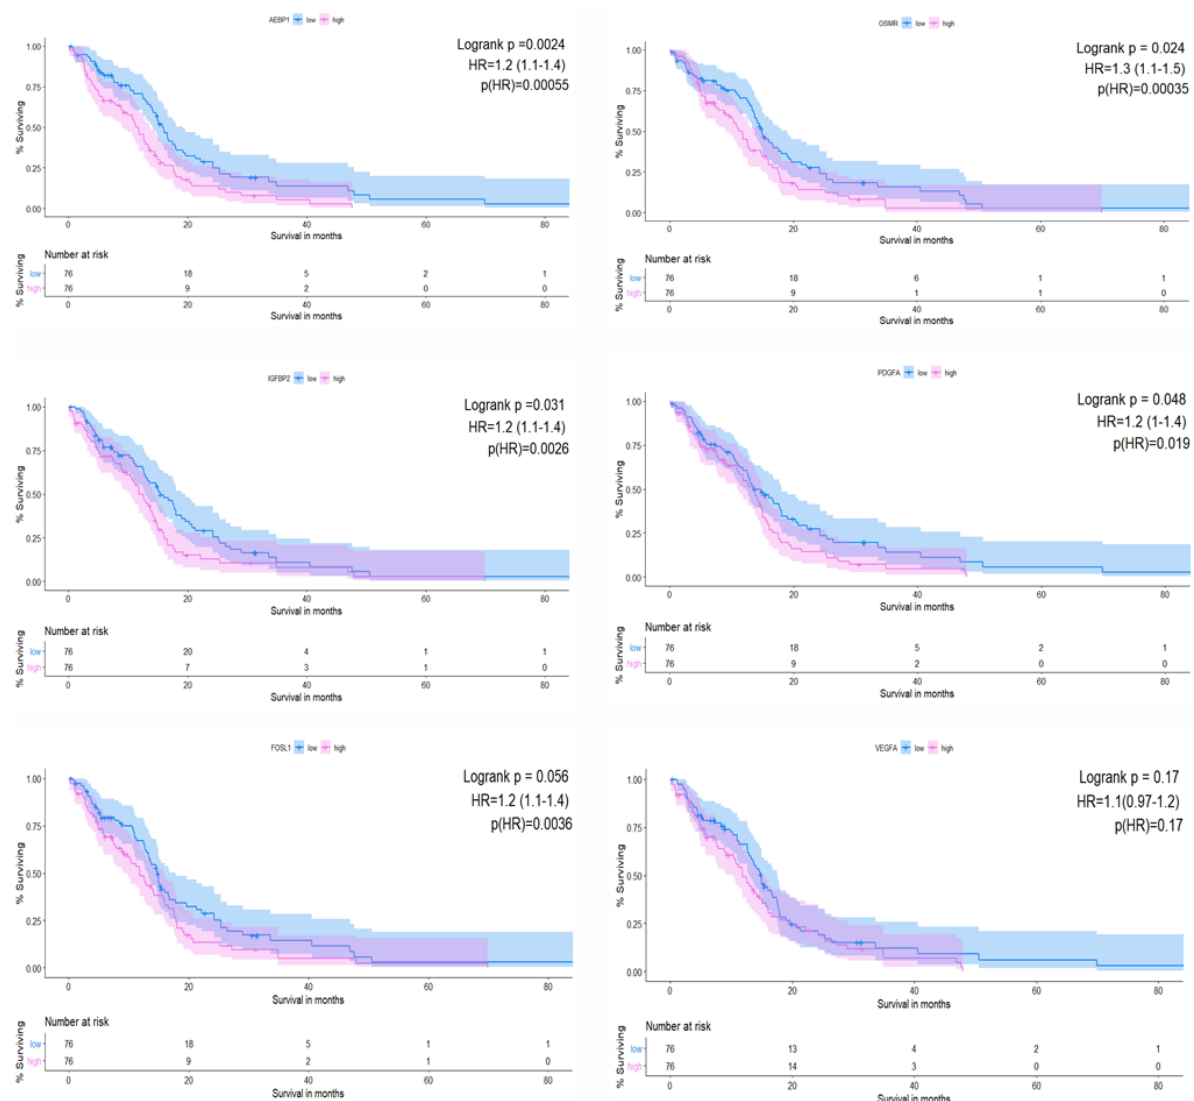 AEBP1 low high
Logrank p =0.0024
HR=1.2 (1.1-1.4)
p(HR)=0.00055
% Surviving
1.00
0.75
0.50
0.25
0.00
0 20 40 60 80
Survival in months
Number at risk
% Surviving
low 76 18 5 2 1
high 76 9 2 0 0
0 20 40 60 80
Survival in months
OSMR low high
Logrank p = 0.024
HR=1.3 (1.1-1.5)
p(HR)=0.00035
% Surviving
1.00
0.75
0.50
0.25
0.00
0 20 40 60 80
Survival in months
Number at risk
% Surviving
low 76 18 6 1 1
high 76 9 1 1 0
0 20 40 60 80
Survival in months
IGFBP2 low high
Logrank p =0.031
HR=1.2 (1.1-1.4)
p(HR)=0.0026
% Surviving
1.00
0.75
0.50
0.25
0.00
0 20 40 60 80
Survival in months
Number at risk
% Surviving
low 76 20 4 1 1
high 76 7 3 1 0
0 20 40 60 80
Survival in months
PDGFA low high
Logrank p = 0.048
HR=1.2 (1-1.4)
p(HR)=0.019
% Surviving
1.00
0.75
0.50
0.25
0.00
0 20 40 60 80
Survival in months
Number at risk
% Surviving
low 76 18 5 2 1
high 76 9 2 0 0
0 20 40 60 80
Survival in months
FOSL1 low high
Logrank p = 0.056
HR=1.2 (1.1-1.4)
p(HR)=0.0036
% Surviving
1.00
0.75
0.50
0.25
0.00
0 20 40 60 80
Survival in months
Number at risk
% Surviving
low 76 18 5 1 1
high 76 9 2 1 0
0 20 40 60 80
Survival in months
VEGFA low high
Logrank p = 0.17
HR=1.1(0.97-1.2)
p(HR)=0.17
% Surviving
1.00
0.75
0.50
0.25
0.00
0 20 40 60 80
Survival in months
Number at risk
% Surviving
low 76 13 4 2 1
high 76 14 3 0 0
0 20 40 60 80
Survival in months